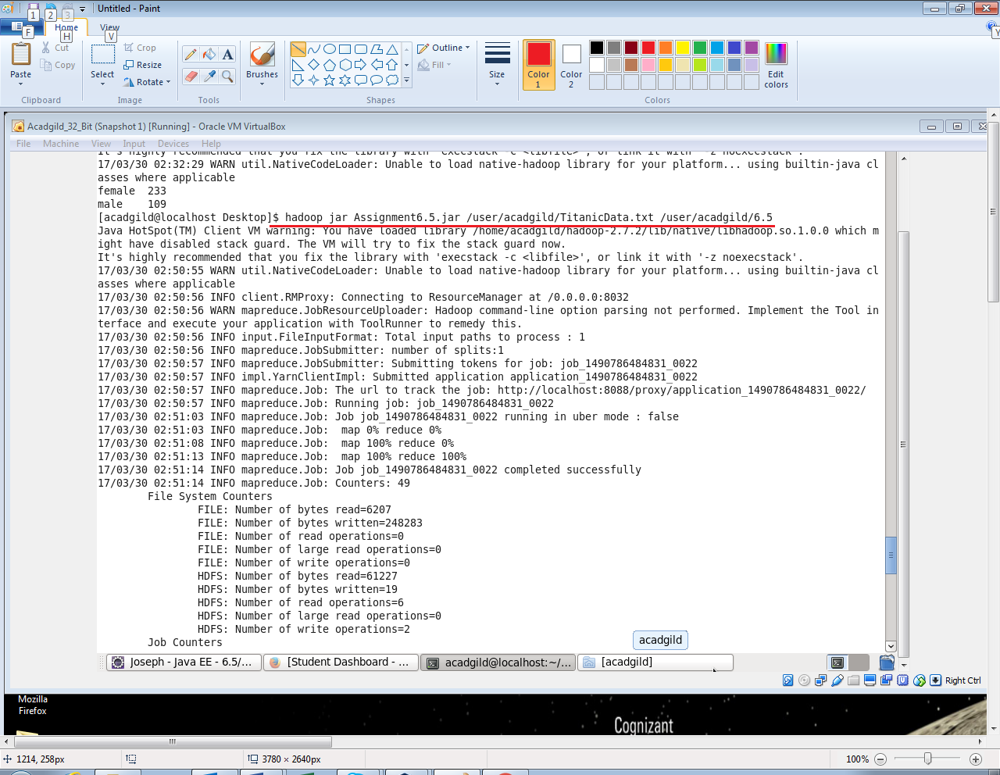 Untitled - Paint
1 2 3
F Home H View V Y
Paste
Cut
Copy
Clipboard
Select
Crop
Resize
Rotate
Image
A
Tools
Brushes
Outline
Fill
Shapes
Size
Color 1
Color 2
Edit colors
Colors
Acadgild_32_Bit (Snapshot 1) [Running] - Oracle VM VirtualBox
File Machine View Input Devices Help
It's highly recommended that you fix the library with 'execstack -c <libfile>', or link it with '-z noexecstack'.
17/03/30 02:32:29 WARN util.NativeCodeLoader: Unable to load native-hadoop library for your platform... using builtin-java cl
asses where applicable
female  233
male    109
[acadgild@localhost Desktop]$ hadoop jar Assignment6.5.jar /user/acadgild/TitanicData.txt /user/acadgild/6.5
Java HotSpot(TM) Client VM warning: You have loaded library /home/acadgild/hadoop-2.7.2/lib/native/libhadoop.so.1.0.0 which m
ight have disabled stack guard. The VM will try to fix the stack guard now.
It's highly recommended that you fix the library with 'execstack -c <libfile>', or link it with '-z noexecstack'.
17/03/30 02:50:55 WARN util.NativeCodeLoader: Unable to load native-hadoop library for your platform... using builtin-java cl
asses where applicable
17/03/30 02:50:56 INFO client.RMProxy: Connecting to ResourceManager at /0.0.0.0:8032
17/03/30 02:50:56 WARN mapreduce.JobResourceUploader: Hadoop command-line option parsing not performed. Implement the Tool in
terface and execute your application with ToolRunner to remedy this.
17/03/30 02:50:56 INFO input.FileInputFormat: Total input paths to process : 1
17/03/30 02:50:56 INFO mapreduce.JobSubmitter: number of splits:1
17/03/30 02:50:57 INFO mapreduce.JobSubmitter: Submitting tokens for job: job_1490786484831_0022
17/03/30 02:50:57 INFO impl.YarnClientImpl: Submitted application application_1490786484831_0022
17/03/30 02:50:57 INFO mapreduce.Job: The url to track the job: http://localhost:8088/proxy/application_1490786484831_0022/
17/03/30 02:50:57 INFO mapreduce.Job: Running job: job_1490786484831_0022
17/03/30 02:51:03 INFO mapreduce.Job: Job job_1490786484831_0022 running in uber mode : false
17/03/30 02:51:03 INFO mapreduce.Job:  map 0% reduce 0%
17/03/30 02:51:08 INFO mapreduce.Job:  map 100% reduce 0%
17/03/30 02:51:13 INFO mapreduce.Job:  map 100% reduce 100%
17/03/30 02:51:14 INFO mapreduce.Job: Job job_1490786484831_0022 completed successfully
17/03/30 02:51:14 INFO mapreduce.Job: Counters: 49
File System Counters
FILE: Number of bytes read=6207
FILE: Number of bytes written=248283
FILE: Number of read operations=0
FILE: Number of large read operations=0
FILE: Number of write operations=0
HDFS: Number of bytes read=61227
HDFS: Number of bytes written=19
HDFS: Number of read operations=6
HDFS: Number of large read operations=0
HDFS: Number of write operations=2
Job Counters
acadgild
Joseph - Java EE - 6.5/...
[Student Dashboard - ...
acadgild@localhost:~/...
[acadgild]
Right Ctrl
Mozilla
Firefox
Cognizant
1214, 258px
3780 × 2640px
100%